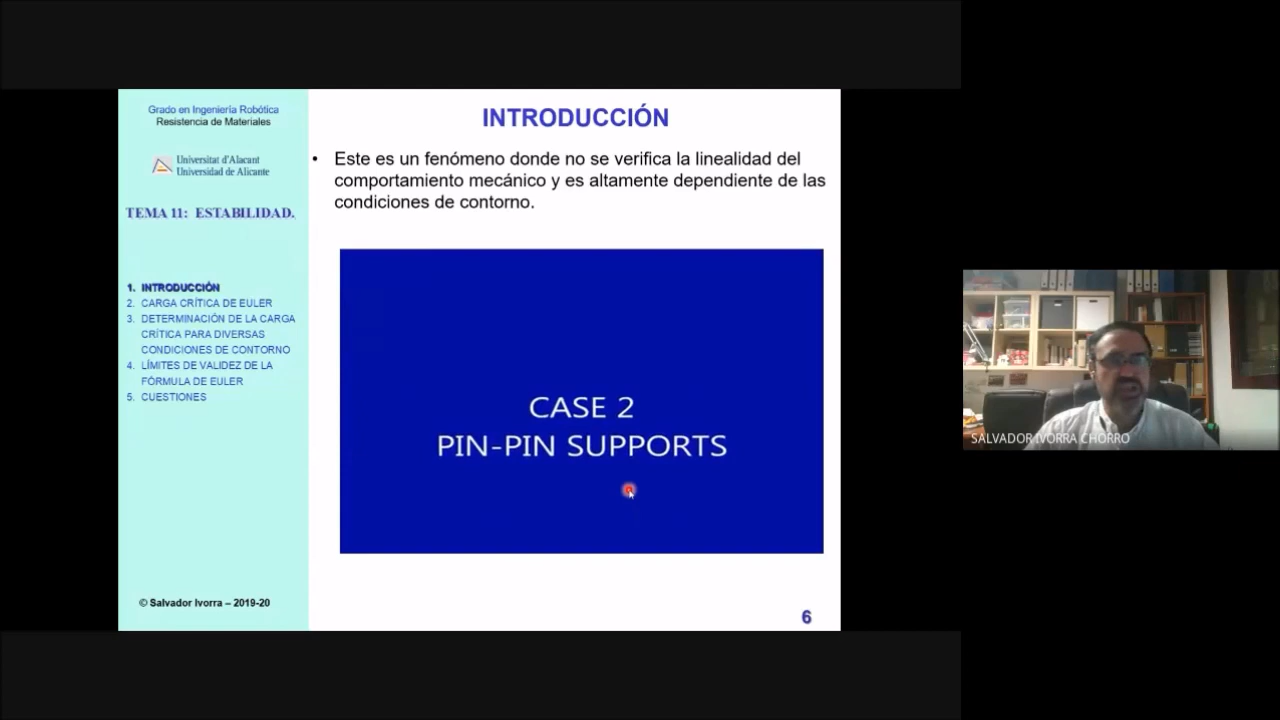 Grado en Ingeniería Robótica
Resistencia de Materiales
Universitat d'Alacant
Universidad de Alicante
TEMA 11: ESTABILIDAD.
1. INTRODUCCIÓN
2. CARGA CRÍTICA DE EULER
3. DETERMINACIÓN DE LA CARGA
CRÍTICA PARA DIVERSAS
CONDICIONES DE CONTORNO
4. LÍMITES DE VALIDEZ DE LA
FÓRMULA DE EULER
5. CUESTIONES
© Salvador Ivorra – 2019-20
INTRODUCCIÓN
• Este es un fenómeno donde no se verifica la linealidad del
comportamiento mecánico y es altamente dependiente de las
condiciones de contorno.
CASE 2
PIN-PIN SUPPORTS
6
SALVADOR IVORRA CHORRO